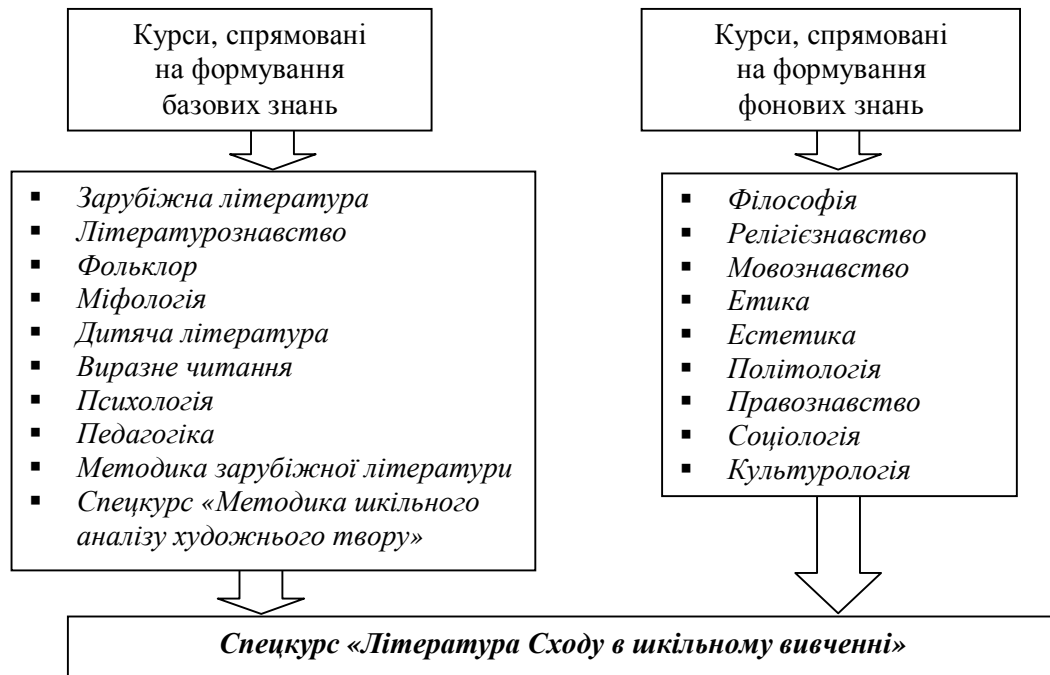 Курси, спрямовані
на формування
базових знань
Курси, спрямовані
на формування
фонових знань
▪ Зарубіжна література
▪ Літературознавство
▪ Фольклор
▪ Міфологія
▪ Дитяча література
▪ Виразне читання
▪ Психологія
▪ Педагогіка
▪ Методика зарубіжної літератури
▪ Спецкурс «Методика шкільного
аналізу художнього твору»
▪ Філософія
▪ Релігієзнавство
▪ Мовознавство
▪ Етика
▪ Естетика
▪ Політологія
▪ Правознавство
▪ Соціологія
▪ Культурологія
Спецкурс «Література Сходу в шкільному вивченні»